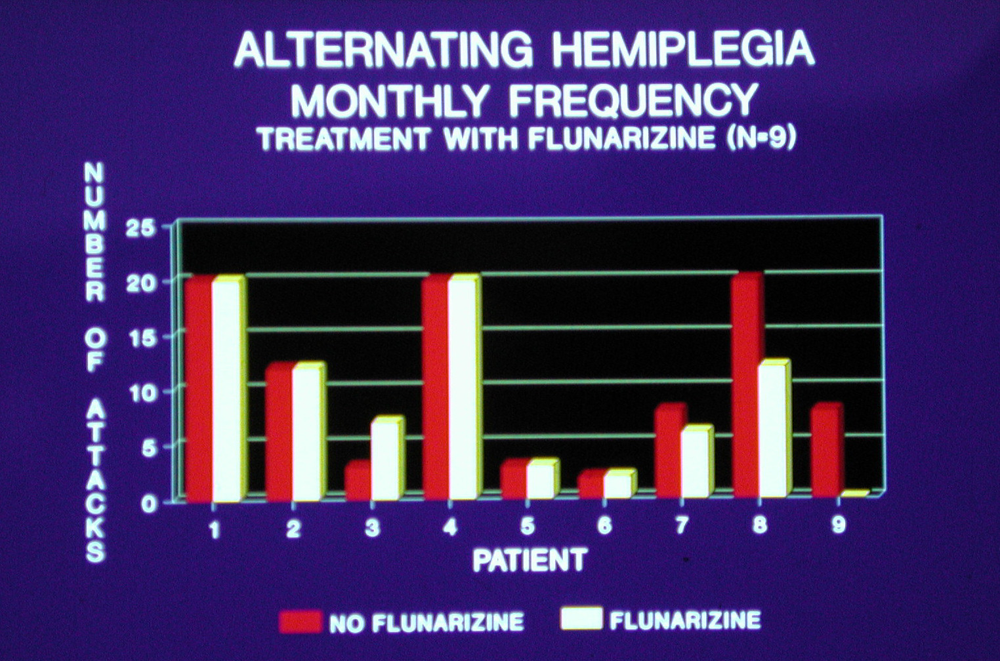 ALTERNATING HEMIPLEGIA
MONTHLY FREQUENCY
TREATMENT WITH FLUNARIZINE (N=9)
NUMBER OF ATTACKS
25
20
15
10
5
0
1 2 3 4 5 6 7 8 9
PATIENT
NO FLUNARIZINE FLUNARIZINE